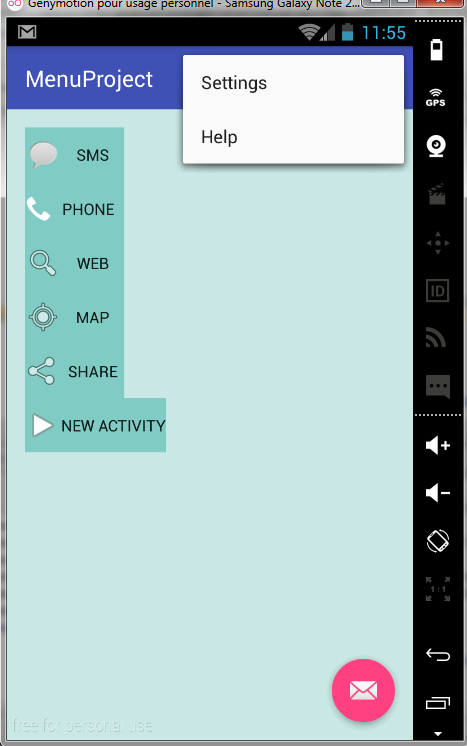 Genymotion pour usage personnel - Samsung Galaxy Note 2...
11:55
MenuProject
Settings
Help
GPS
SMS
PHONE
WEB
MAP
ID
SHARE
NEW ACTIVITY
1:1
free for personal use